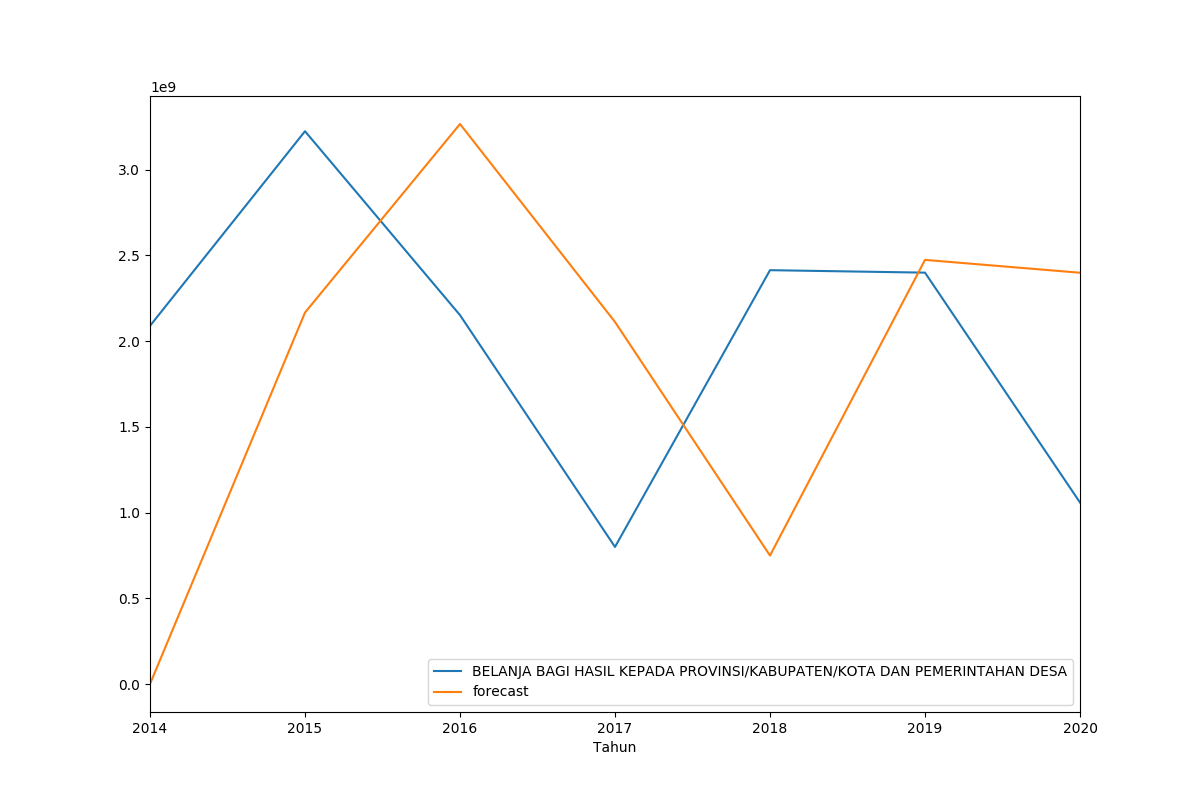 1e9
3.0
2.5
2.0
1.5
1.0
0.5
0.0
BELANJA BAGI HASIL KEPADA PROVINSI/KABUPATEN/KOTA DAN PEMERINTAHAN DESA
forecast
2014 2015 2016 2017 2018 2019 2020
Tahun